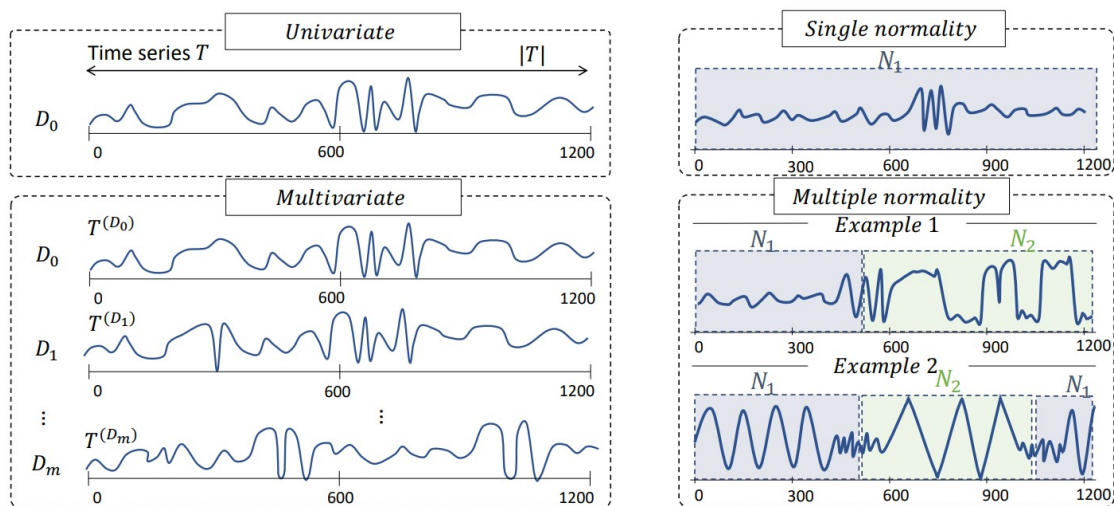 Univariate
Time series T
|T|
D₀
0 600 1200
Multivariate
T^(D₀)
D₀
0 600 1200
T^(D₁)
D₁
0 600 1200
⋮ ⋮
T^(Dₘ)
Dₘ
0 600 1200
Single normality
N₁
0 300 600 900 1200
Multiple normality
Example 1
N₁ N₂
0 300 600 900 1200
Example 2
N₁ N₂ N₁
0 300 600 900 1200